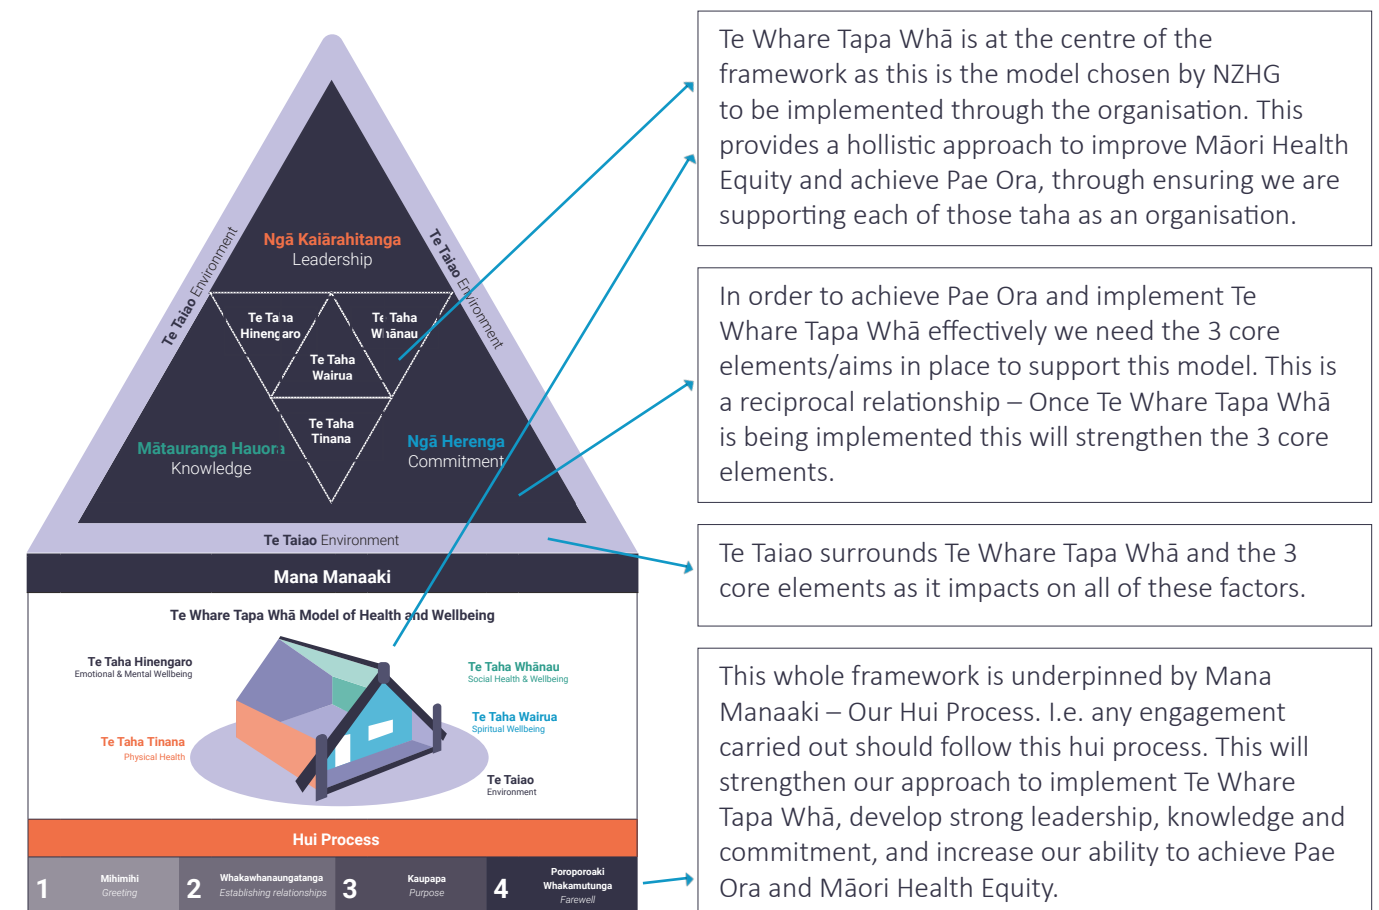 Te Taiao Environment
Te Taiao Environment
Ngā Kaiārahitanga
Leadership
Te Taha
Hinengaro
Te Taha
Whānau
Te Taha
Wairua
Te Taha
Tinana
Mātauranga Hauora
Knowledge
Ngā Herenga
Commitment
Te Taiao Environment
Mana Manaaki
Te Whare Tapa Whā Model of Health and Wellbeing
Te Taha Hinengaro
Emotional & Mental Wellbeing
Te Taha Whānau
Social Health & Wellbeing
Te Taha Wairua
Spiritual Wellbeing
Te Taha Tinana
Physical Health
Te Taiao
Environment
Hui Process
1
Mihimihi
Greeting
2
Whakawhanaungatanga
Establishing relationships
3
Kaupapa
Purpose
4
Poroporoaki
Whakamutunga
Farewell
Te Whare Tapa Whā is at the centre of the
framework as this is the model chosen by NZHG
to be implemented through the organisation. This
provides a hollistic approach to improve Māori Health
Equity and achieve Pae Ora, through ensuring we are
supporting each of those taha as an organisation.
In order to achieve Pae Ora and implement Te
Whare Tapa Whā effectively we need the 3 core
elements/aims in place to support this model. This is
a reciprocal relationship – Once Te Whare Tapa Whā
is being implemented this will strengthen the 3 core
elements.
Te Taiao surrounds Te Whare Tapa Whā and the 3
core elements as it impacts on all of these factors.
This whole framework is underpinned by Mana
Manaaki – Our Hui Process. I.e. any engagement
carried out should follow this hui process. This will
strengthen our approach to implement Te Whare
Tapa Whā, develop strong leadership, knowledge and
commitment, and increase our ability to achieve Pae
Ora and Māori Health Equity.